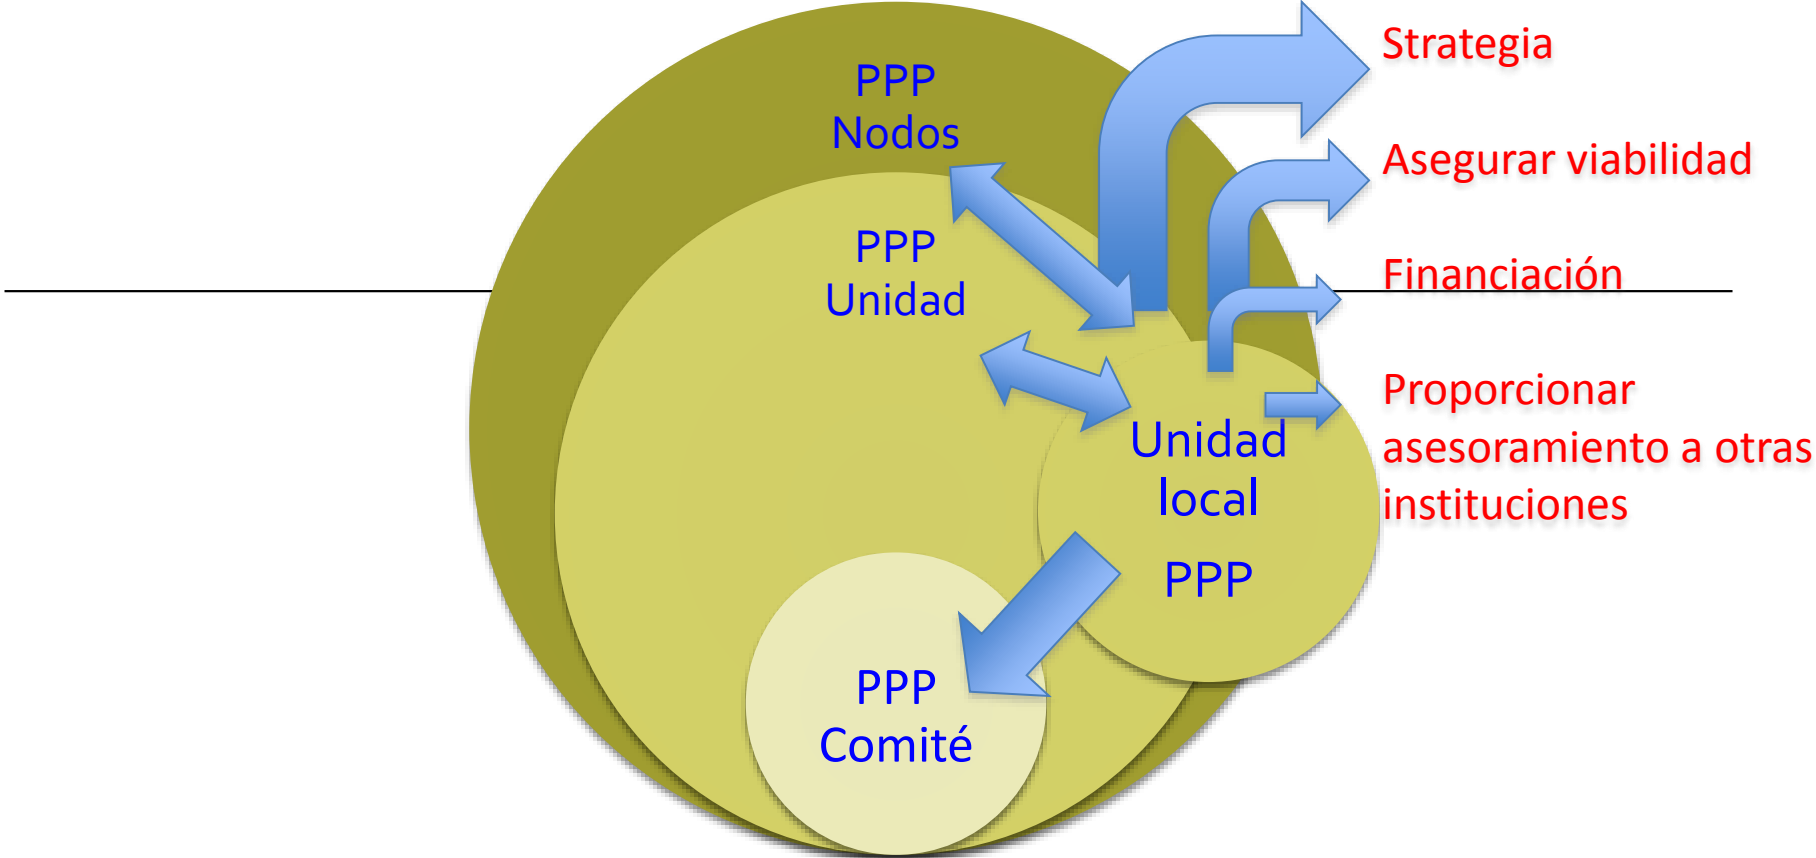 PPP
Nodos
PPP
Unidad
Unidad
local
PPP
PPP
Comité
Strategia
Asegurar viabilidad
Financiación
Proporcionar
asesoramiento a otras
instituciones